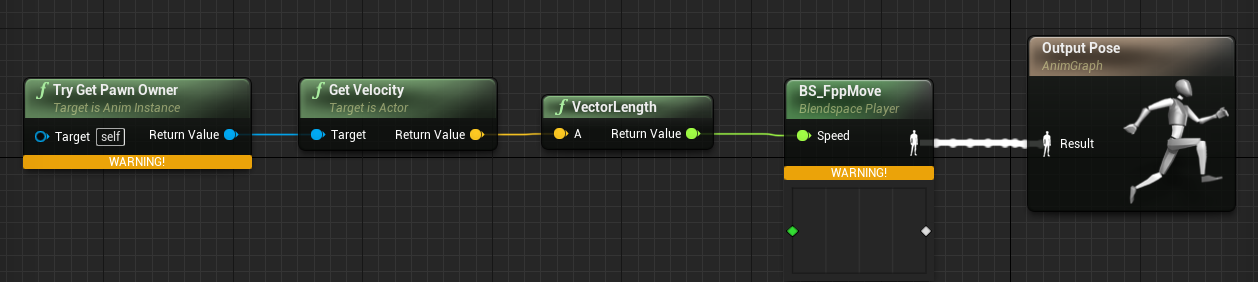 Try Get Pawn Owner
Target is Anim Instance
Target self Return Value
WARNING!
Get Velocity
Target is Actor
Target Return Value
VectorLength
A Return Value
BS_FppMove
Blendspace Player
Speed
WARNING!
Output Pose
AnimGraph
Result